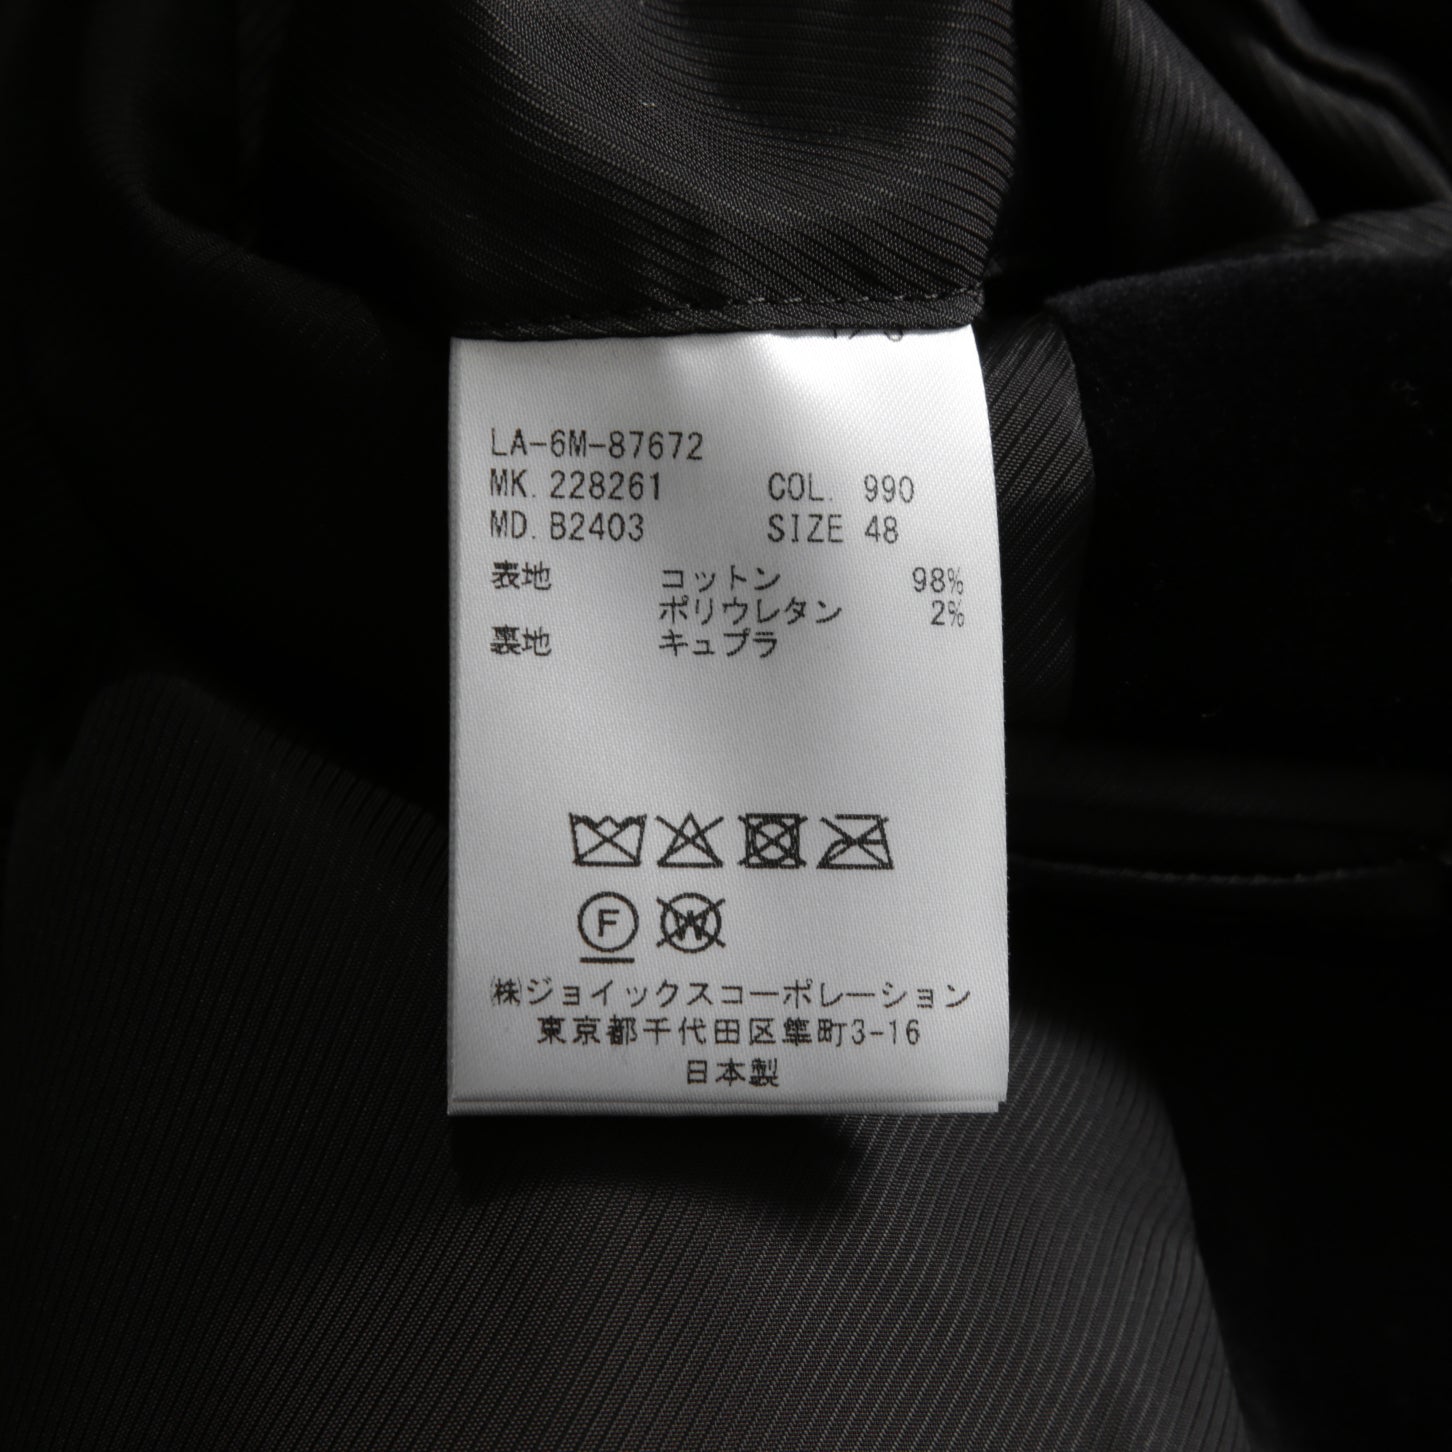 LA-6M-87672
MK. 228261 COL. 990
MD. B2403 SIZE 48
表地 コットン 98%
ポリウレタン 2%
裏地 キュプラ
F W
㈱ジョイックスコーポレーション
東京都千代田区隼町3-16
日本製